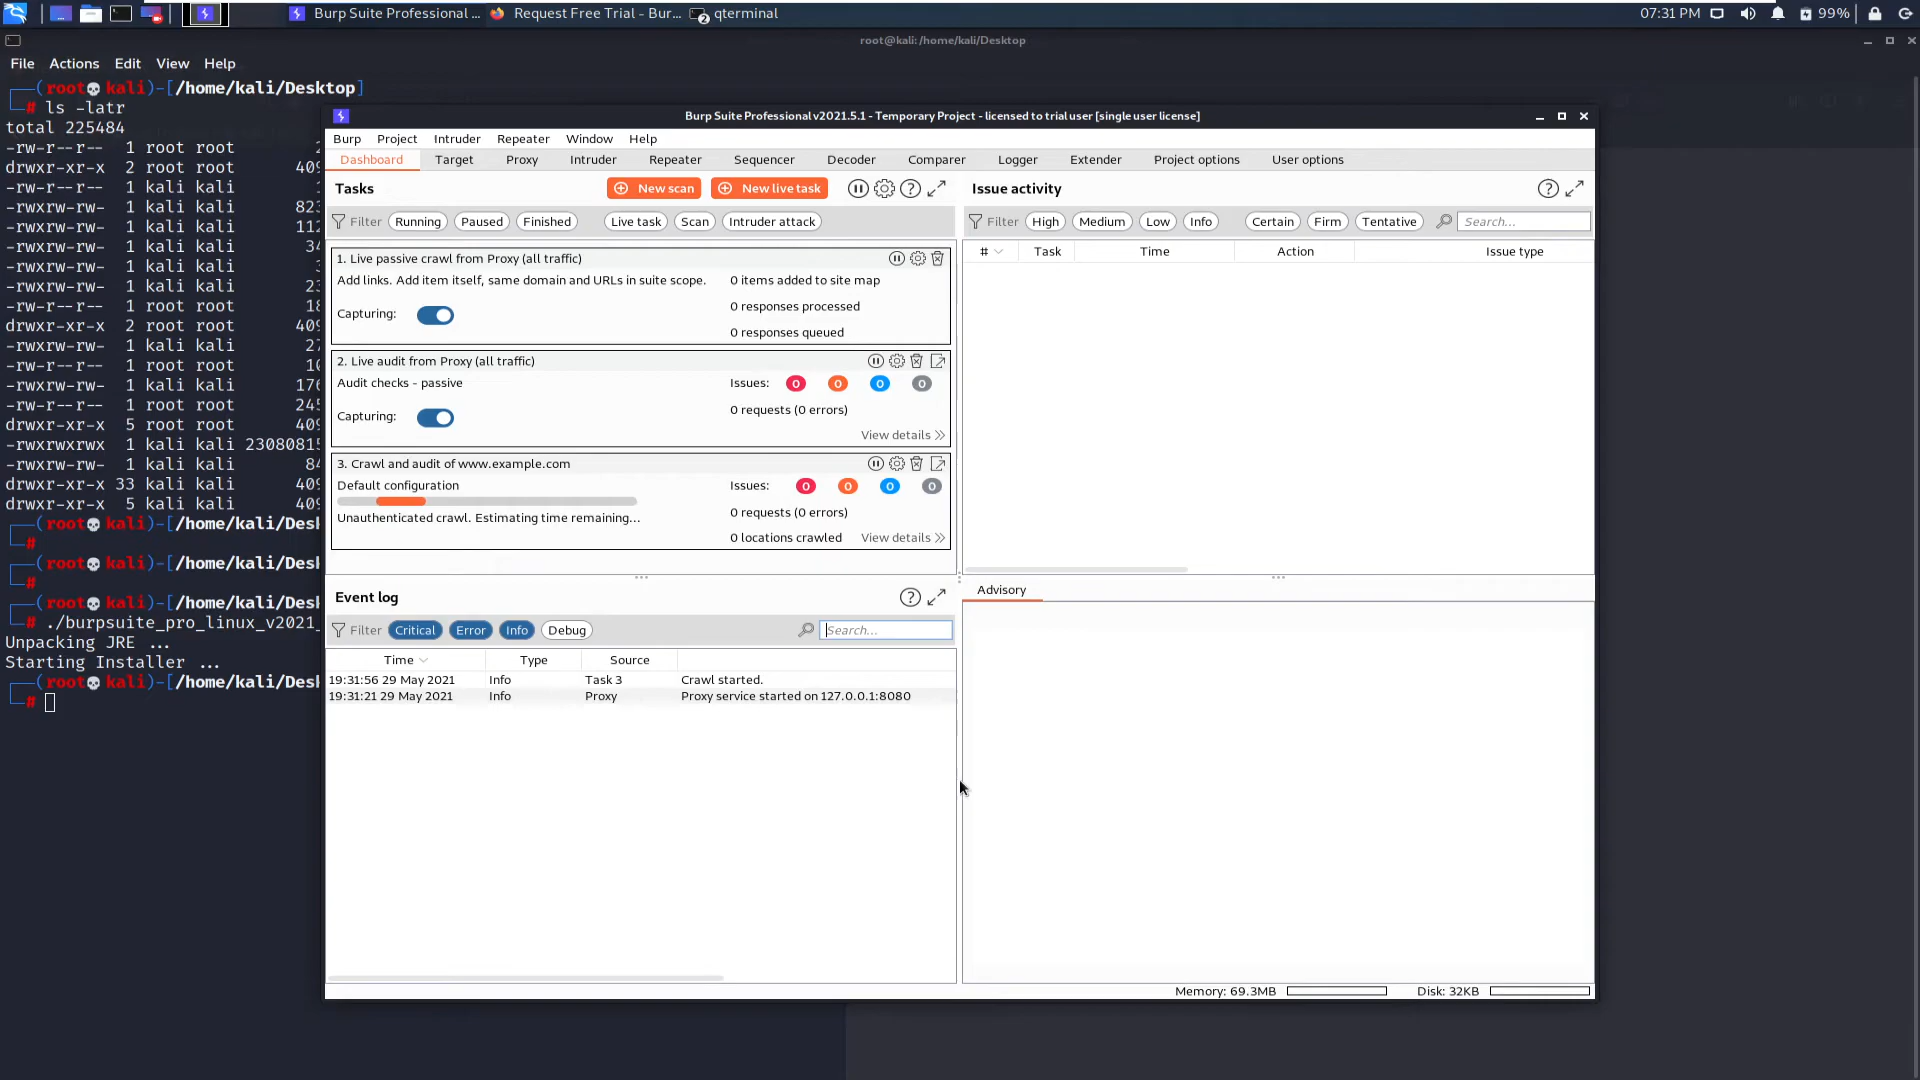 Burp Suite Professional ... Request Free Trial - Bur... qterminal 07:31 PM 99%
root@kali: /home/kali/Desktop
File Actions Edit View Help
(root💀kali)-[/home/kali/Desktop]
# ls -latr
total 225484
-rw-r--r-- 1 root root
drwxr-xr-x 2 root root 409
-rw-r--r-- 1 kali kali
-rwxrw-rw- 1 kali kali 823
-rwxrw-rw- 1 kali kali 112
-rwxrw-rw- 1 kali kali 34
-rwxrw-rw- 1 kali kali
-rwxrw-rw- 1 kali kali 23
-rw-r--r-- 1 root root 18
drwxr-xr-x 2 root root 409
-rwxrw-rw- 1 kali kali 27
-rw-r--r-- 1 root root 10
-rwxrw-rw- 1 kali kali 176
-rw-r--r-- 1 root root 245
drwxr-xr-x 5 root root 409
-rwxrwxrwx 1 kali kali 23080815
-rwxrw-rw- 1 kali kali 84
drwxr-xr-x 33 kali kali 409
drwxr-xr-x 5 kali kali 409
(root💀kali)-[/home/kali/Desk
#
(root💀kali)-[/home/kali/Desk
#
(root💀kali)-[/home/kali/Desk
# ./burpsuite_pro_linux_v2021_
Unpacking JRE ...
Starting Installer ...
(root💀kali)-[/home/kali/Desk
#
Burp Suite Professional v2021.5.1 - Temporary Project - licensed to trial user [single user license]
Burp Project Intruder Repeater Window Help
Dashboard Target Proxy Intruder Repeater Sequencer Decoder Comparer Logger Extender Project options User options
Tasks New scan New live task
Filter Running Paused Finished Live task Scan Intruder attack
1. Live passive crawl from Proxy (all traffic)
Add links. Add item itself, same domain and URLs in suite scope. 0 items added to site map
0 responses processed
Capturing:
0 responses queued
2. Live audit from Proxy (all traffic)
Audit checks - passive Issues: 0 0 0 0
0 requests (0 errors)
Capturing:
View details
3. Crawl and audit of www.example.com
Default configuration Issues: 0 0 0 0
0 requests (0 errors)
Unauthenticated crawl. Estimating time remaining...
0 locations crawled View details
Issue activity
Filter High Medium Low Info Certain Firm Tentative Search...
# Task Time Action Issue type
Event log
Filter Critical Error Info Debug Search...
Time Type Source
19:31:56 29 May 2021 Info Task 3 Crawl started.
19:31:21 29 May 2021 Info Proxy Proxy service started on 127.0.0.1:8080
Advisory
Memory: 69.3MB Disk: 32KB